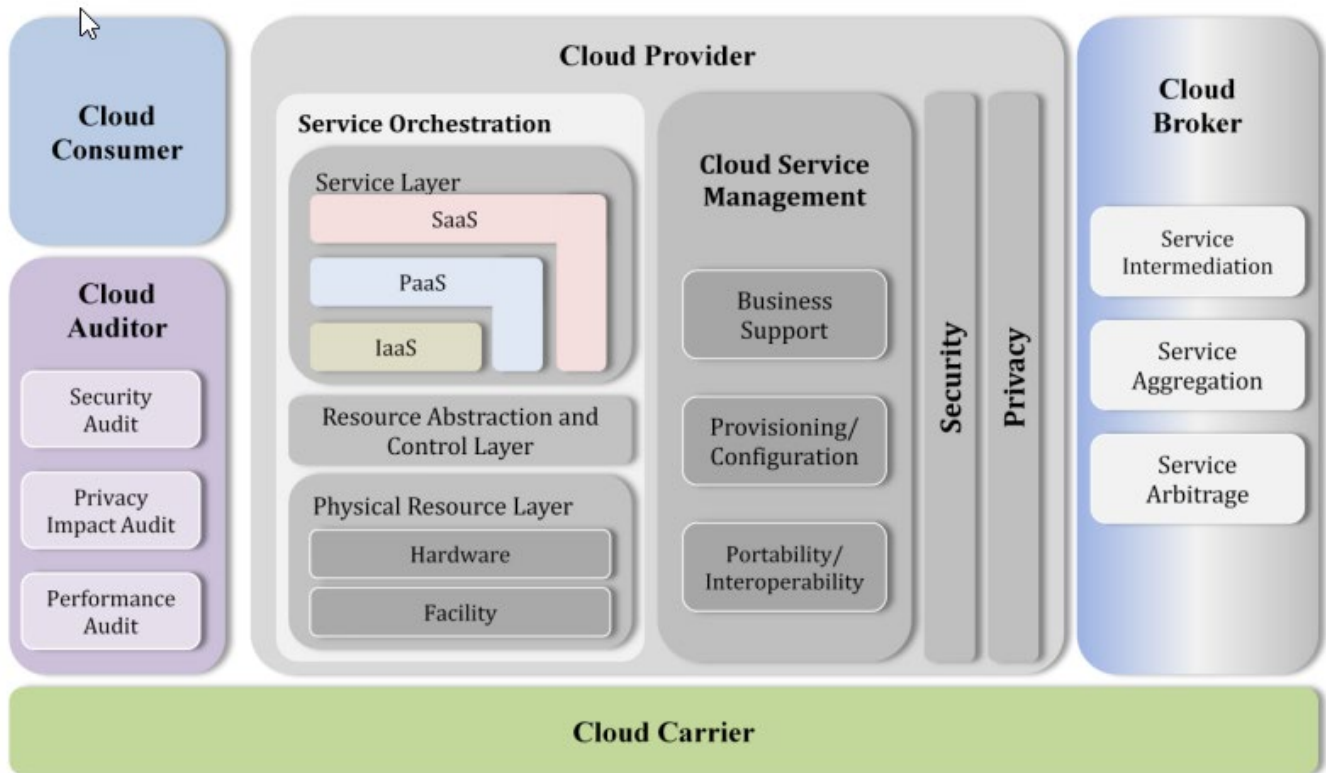 Cloud
Consumer
Cloud
Auditor
Security
Audit
Privacy
Impact Audit
Performance
Audit
Cloud Provider
Service Orchestration
Service Layer
SaaS
PaaS
IaaS
Resource Abstraction and
Control Layer
Physical Resource Layer
Hardware
Facility
Cloud Service
Management
Business
Support
Provisioning/
Configuration
Portability/
Interoperability
Security
Privacy
Cloud
Broker
Service
Intermediation
Service
Aggregation
Service
Arbitrage
Cloud Carrier